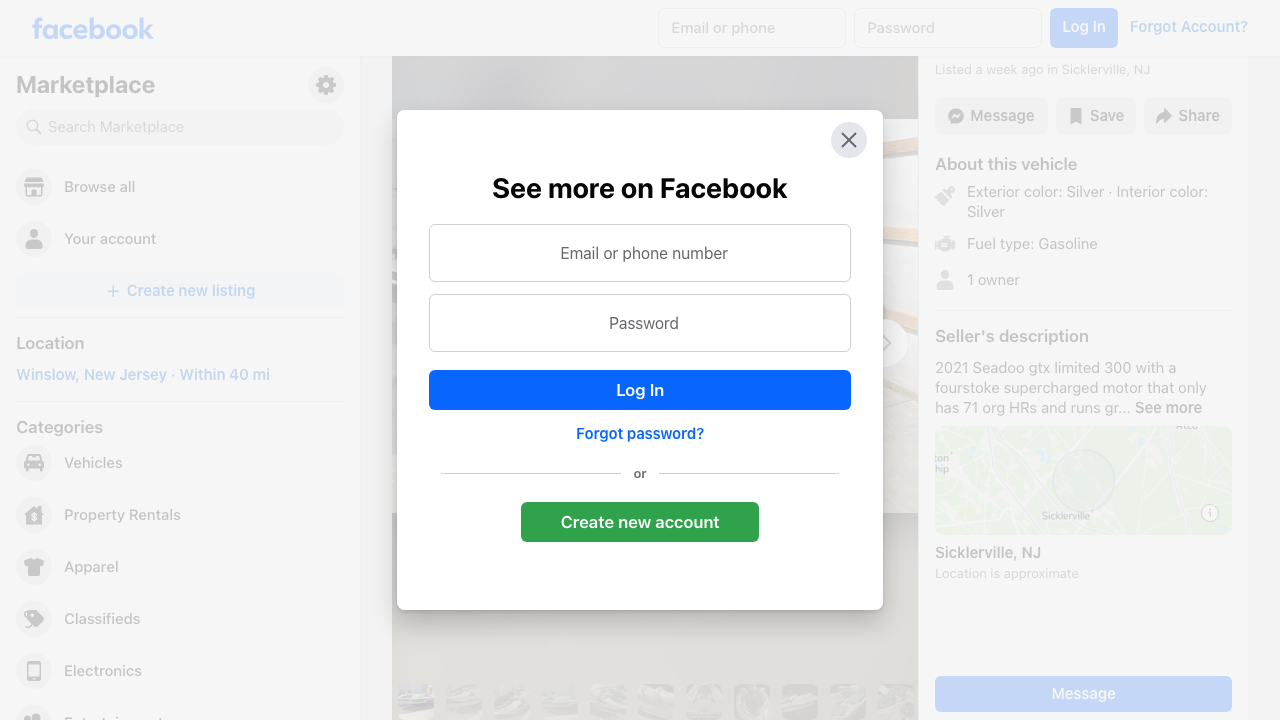 facebook
Email or phone
Password
Log In
Forgot Account?
Marketplace
Search Marketplace
Browse all
Your account
Create new listing
Location
Winslow, New Jersey · Within 40 mi
Categories
Vehicles
Property Rentals
Apparel
Classifieds
Electronics
See more on Facebook
Email or phone number
Password
Log In
Forgot password?
or
Create new account
Listed a week ago in Sicklerville, NJ
Message
Save
Share
About this vehicle
Exterior color: Silver · Interior color:
Silver
Fuel type: Gasoline
1 owner
Seller's description
2021 Seadoo gtx limited 300 with a
fourstoke supercharged motor that only
has 71 org HRs and runs gr... See more
Sicklerville
Sicklerville, NJ
Location is approximate
Message